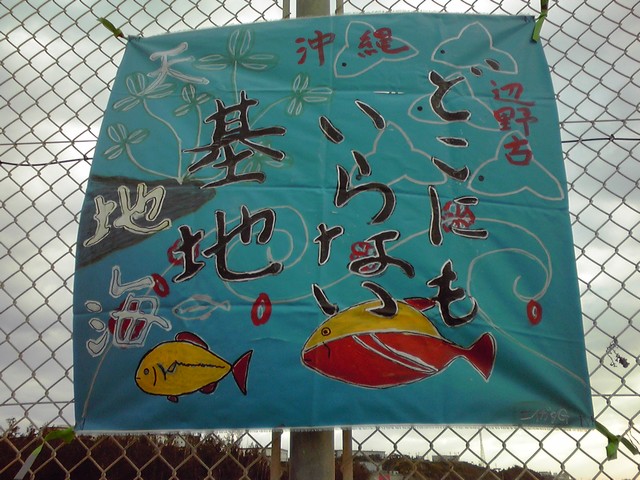 沖縄
辺野古
どこにも
いらない
基地
天
地
海